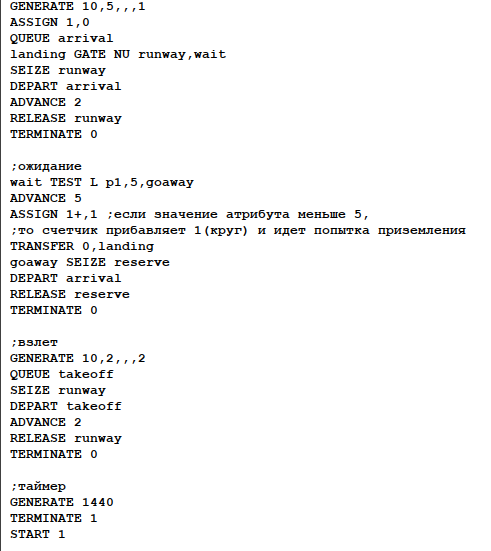 GENERATE 10,5,,,1
ASSIGN 1,0
QUEUE arrival
landing GATE NU runway,wait
SEIZE runway
DEPART arrival
ADVANCE 2
RELEASE runway
TERMINATE 0
;ожидание
wait TEST L p1,5,goaway
ADVANCE 5
ASSIGN 1+,1 ;если значение атрибута меньше 5,
;то счетчик прибавляет 1(круг) и идет попытка приземления
TRANSFER 0,landing
goaway SEIZE reserve
DEPART arrival
RELEASE reserve
TERMINATE 0
;взлет
GENERATE 10,2,,,2
QUEUE takeoff
SEIZE runway
DEPART takeoff
ADVANCE 2
RELEASE runway
TERMINATE 0
;таймер
GENERATE 1440
TERMINATE 1
START 1